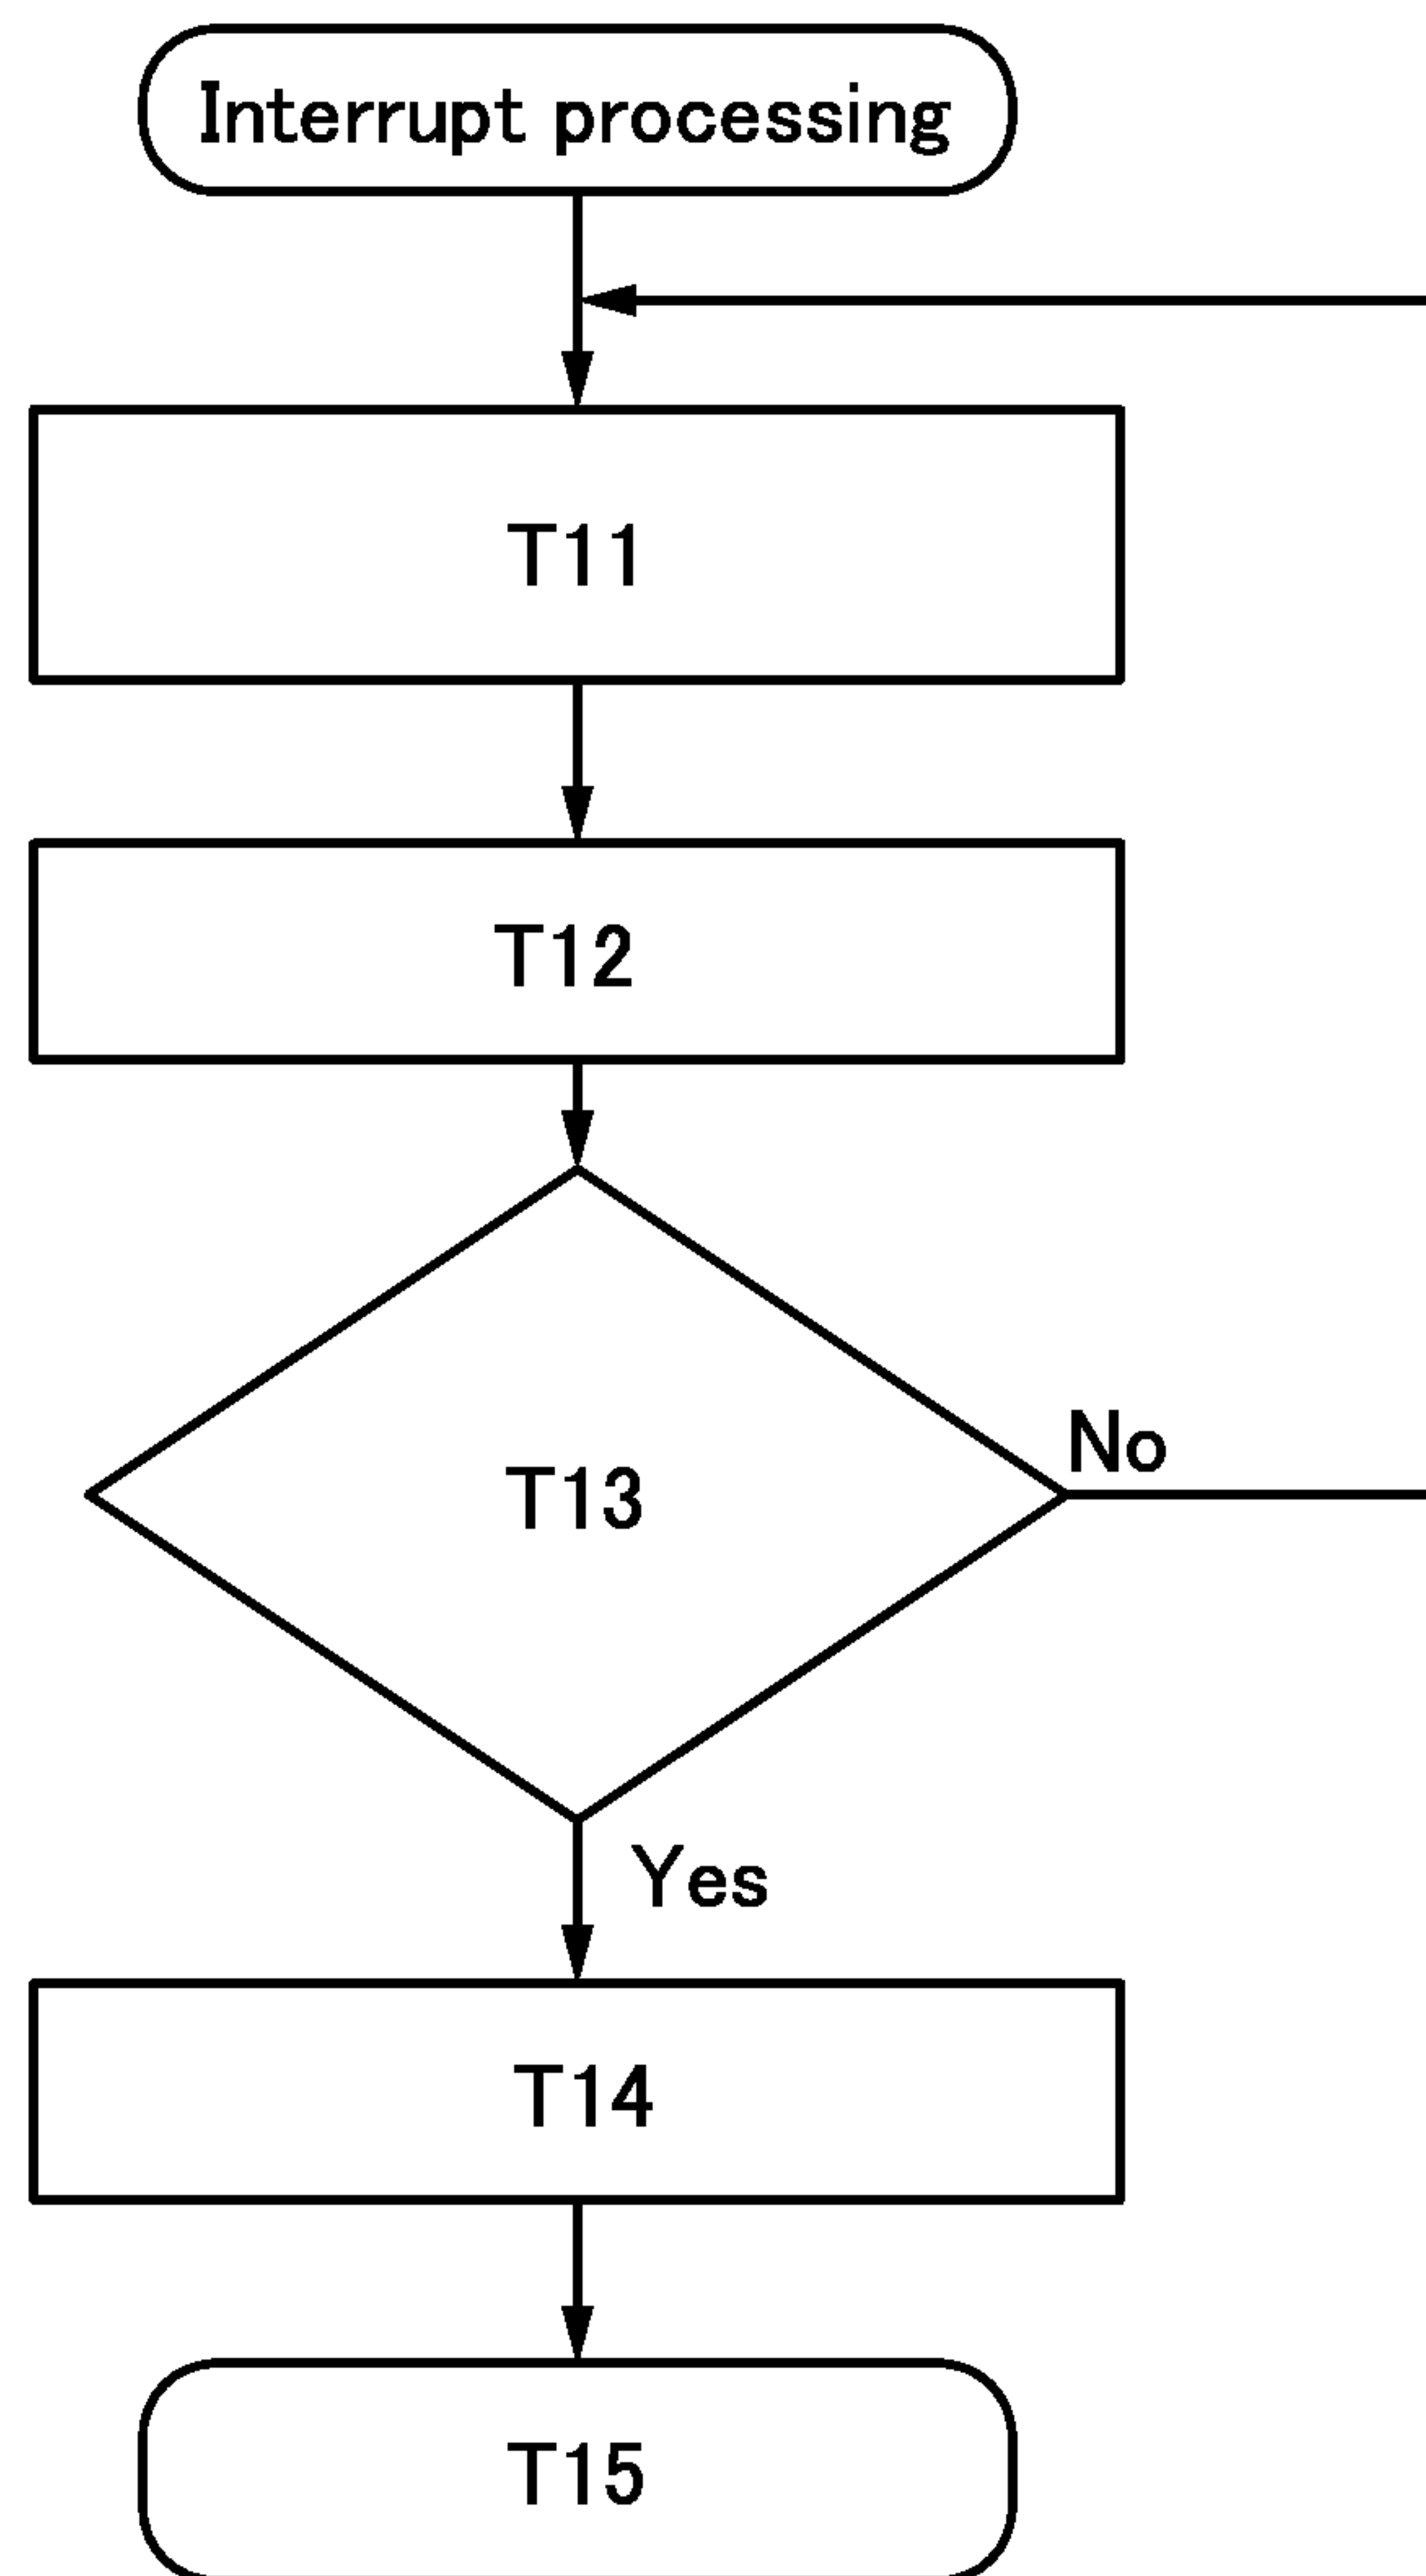 Interrupt processing
T11
T12
T13
No
Yes
T14
T15